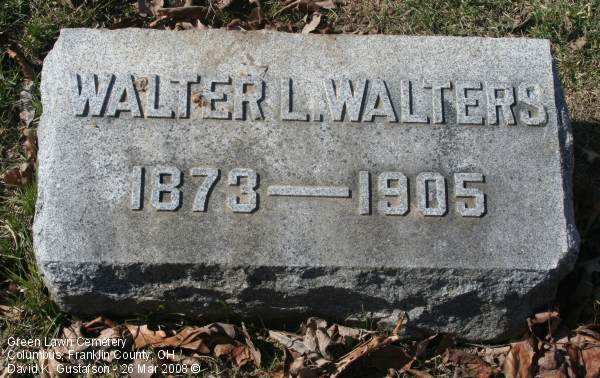 WALTER L. WALTERS
1873—1905
Green Lawn Cemetery
Columbus, Franklin County, OH
David K. Gustafson - 26 Mar 2008 ©